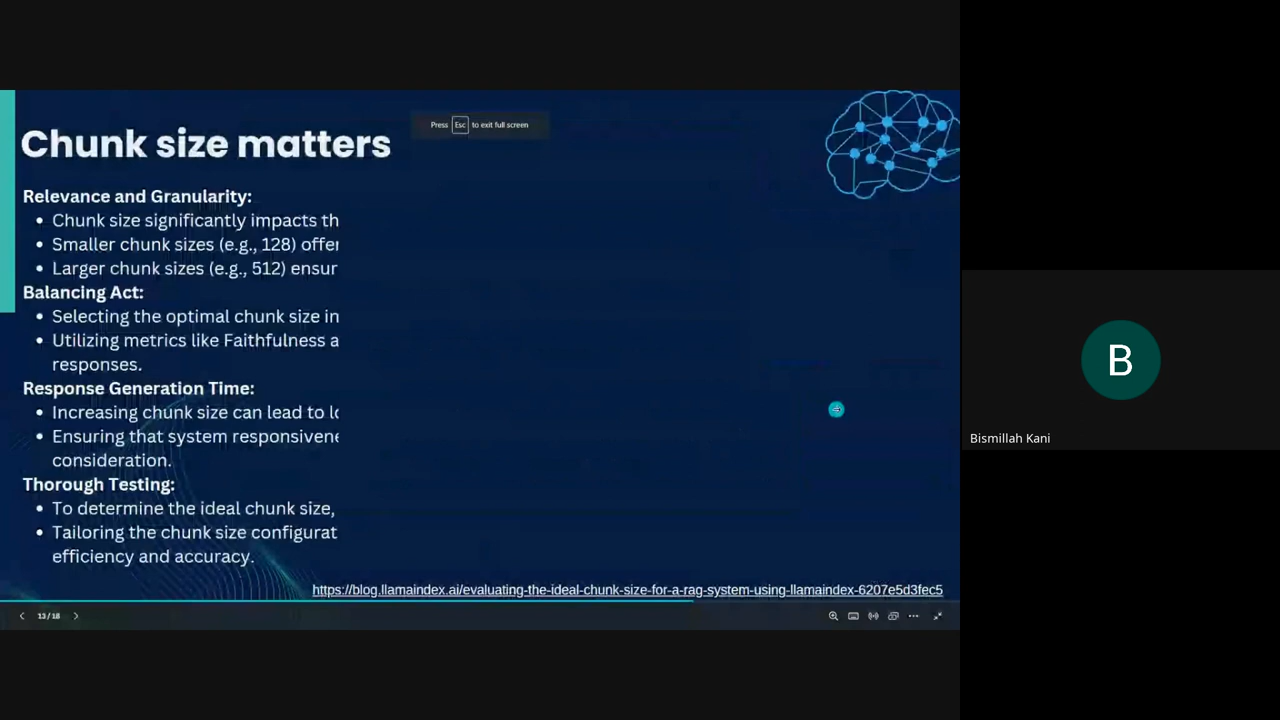 Press Esc to exit full screen
Chunk size matters
Relevance and Granularity:
Chunk size significantly impacts th
Smaller chunk sizes (e.g., 128) offer
Larger chunk sizes (e.g., 512) ensur
Balancing Act:
Selecting the optimal chunk size in
Utilizing metrics like Faithfulness a
responses.
Response Generation Time:
Increasing chunk size can lead to lo
Ensuring that system responsivene
consideration.
Thorough Testing:
To determine the ideal chunk size,
Tailoring the chunk size configurat
efficiency and accuracy.
https://blog.llamaindex.ai/evaluating-the-ideal-chunk-size-for-a-rag-system-using-llamaindex-6207e5d3fec5
13 / 18
B
Bismillah Kani